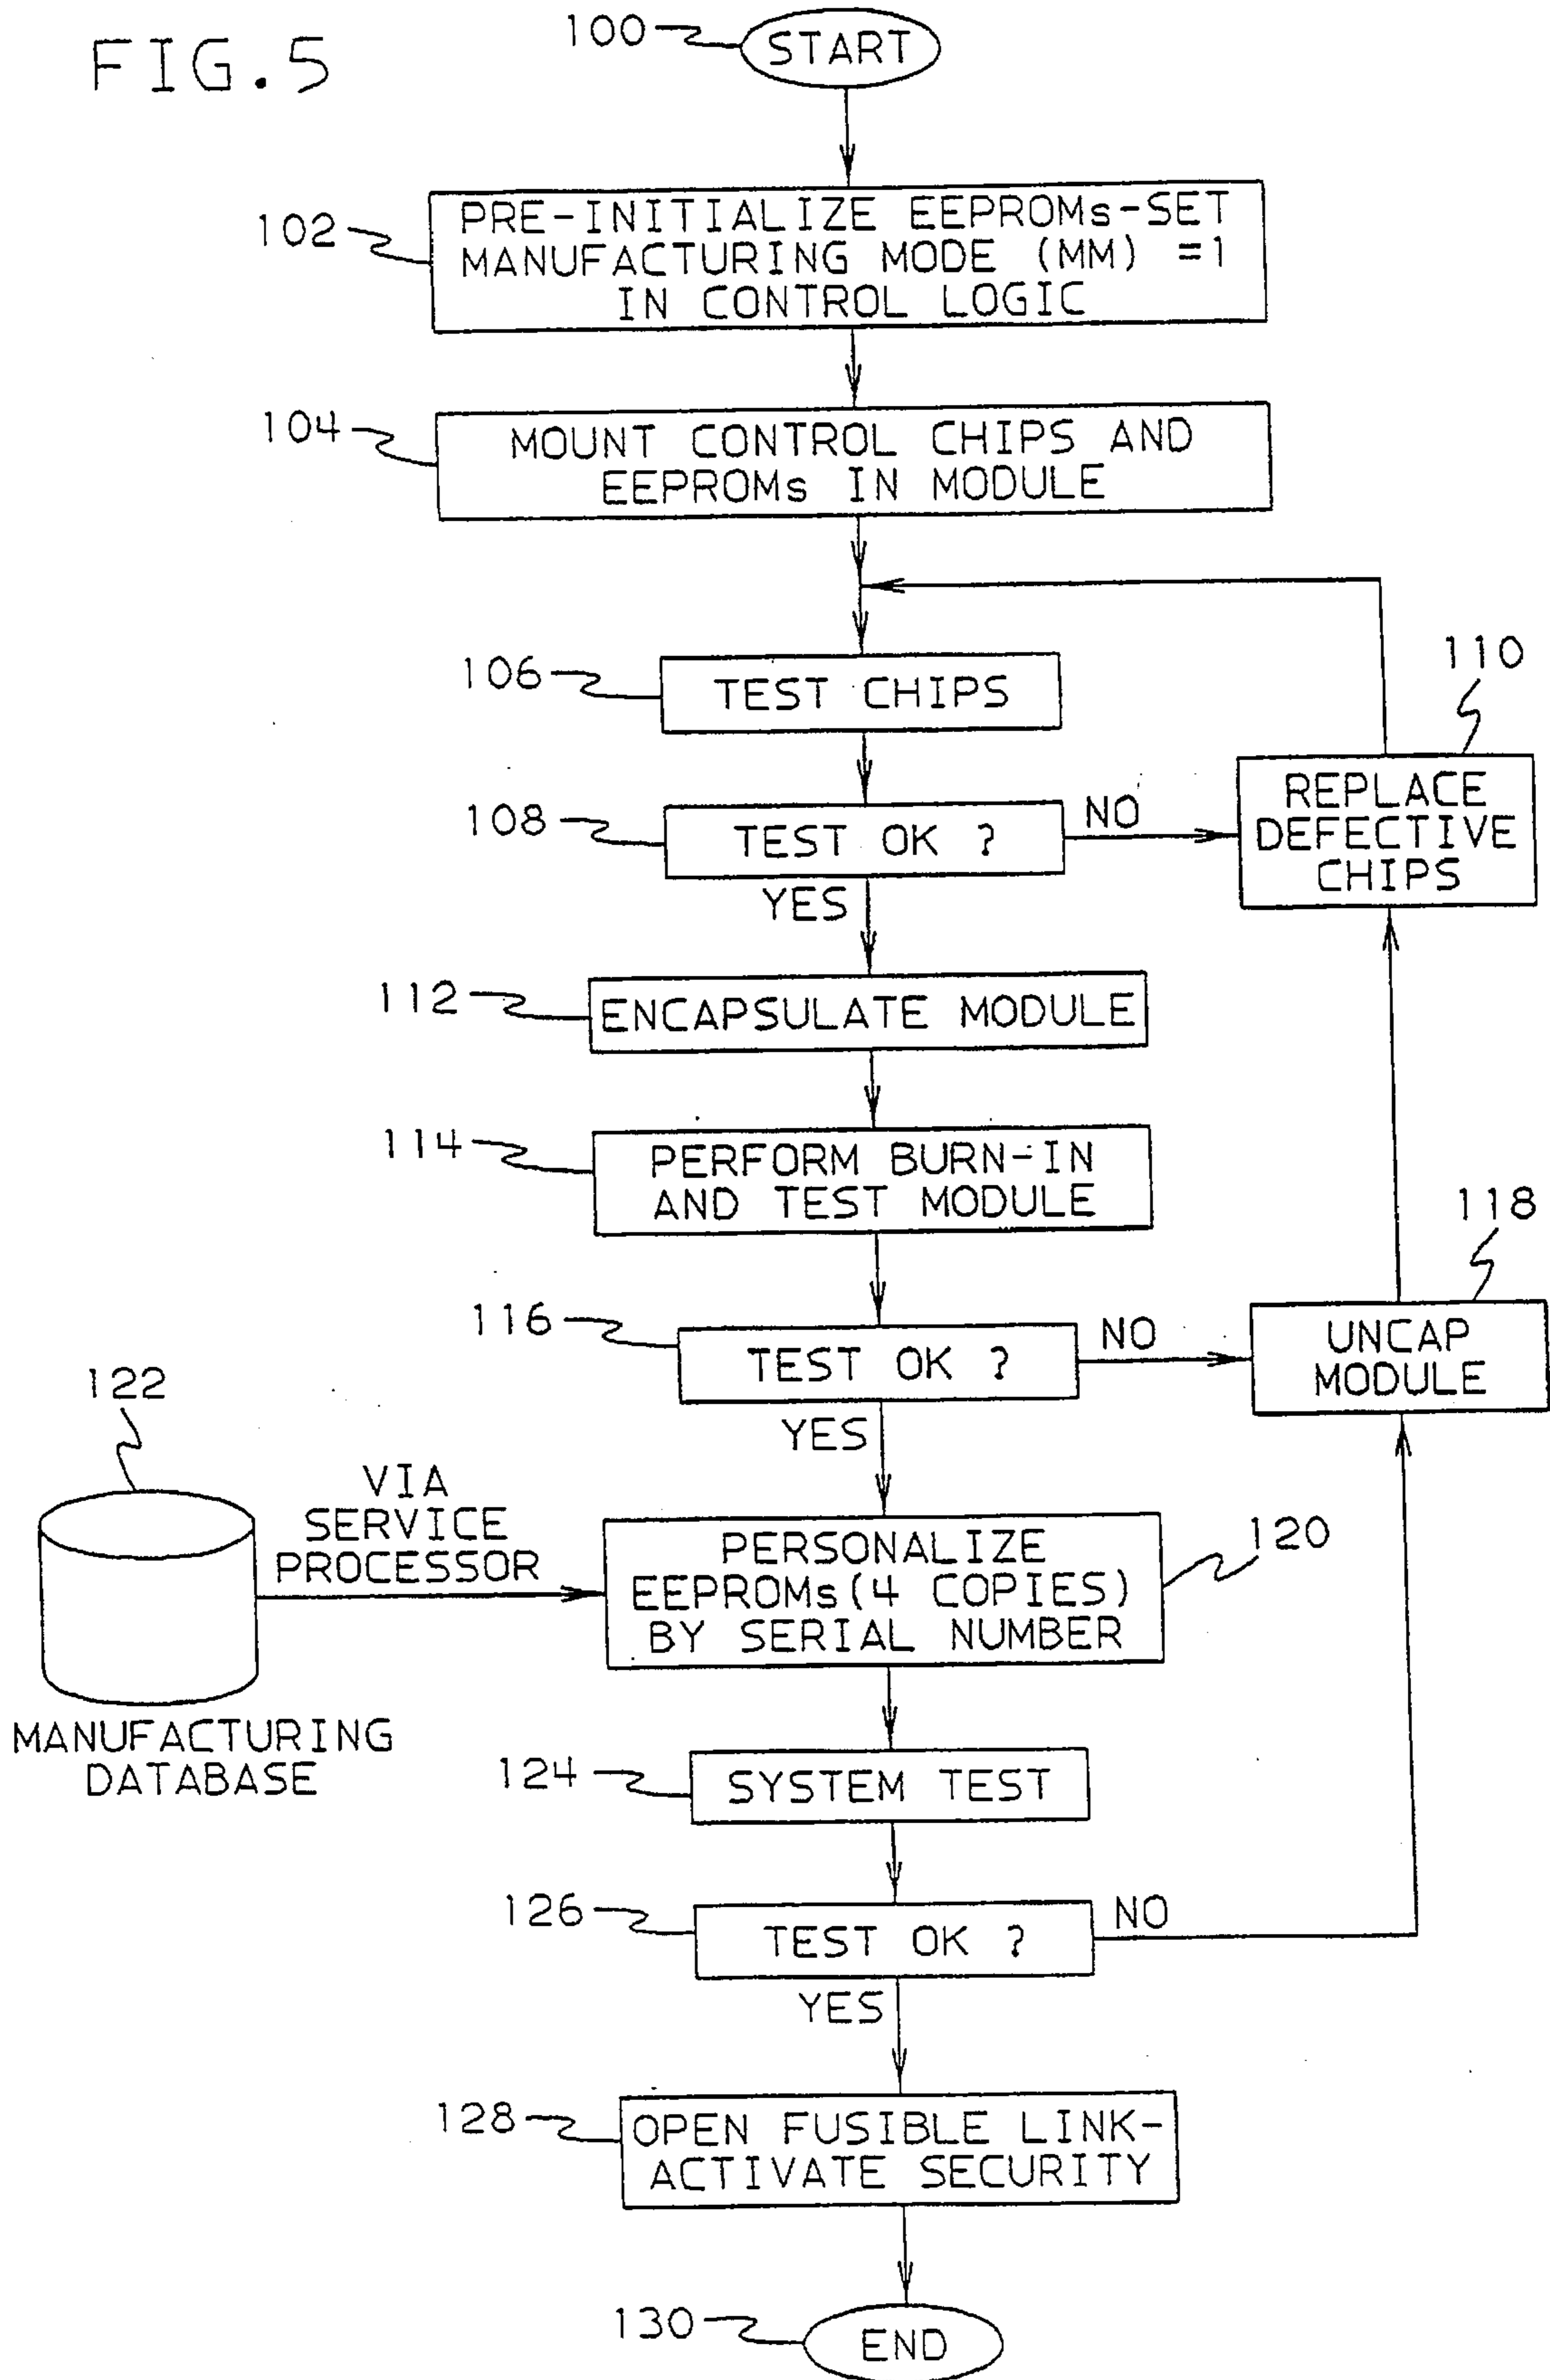 FIG.5
100
START
102
PRE-INITIALIZE EEPROMs-SET
MANUFACTURING MODE (MM) =1
IN CONTROL LOGIC
104
MOUNT CONTROL CHIPS AND
EEPROMs IN MODULE
106
TEST CHIPS
108
TEST OK ?
NO
YES
110
REPLACE
DEFECTIVE
CHIPS
112
ENCAPSULATE MODULE
114
PERFORM BURN-IN
AND TEST MODULE
116
TEST OK ?
NO
YES
118
UNCAP
MODULE
122
MANUFACTURING
DATABASE
VIA
SERVICE
PROCESSOR
120
PERSONALIZE
EEPROMs(4 COPIES)
BY SERIAL NUMBER
124
SYSTEM TEST
126
TEST OK ?
NO
YES
128
OPEN FUSIBLE LINK-
ACTIVATE SECURITY
130
END